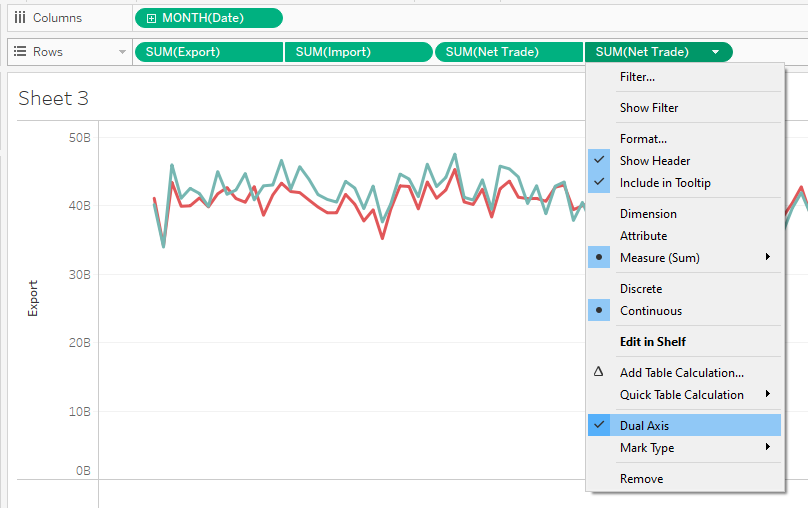 Columns
MONTH(Date)
Rows
SUM(Export)
SUM(Import)
SUM(Net Trade)
SUM(Net Trade)
Sheet 3
50B
40B
30B
20B
10B
0B
Export
Filter...
Show Filter
Format...
Show Header
Include in Tooltip
Dimension
Attribute
Measure (Sum)
Discrete
Continuous
Edit in Shelf
Add Table Calculation...
Quick Table Calculation
Dual Axis
Mark Type
Remove